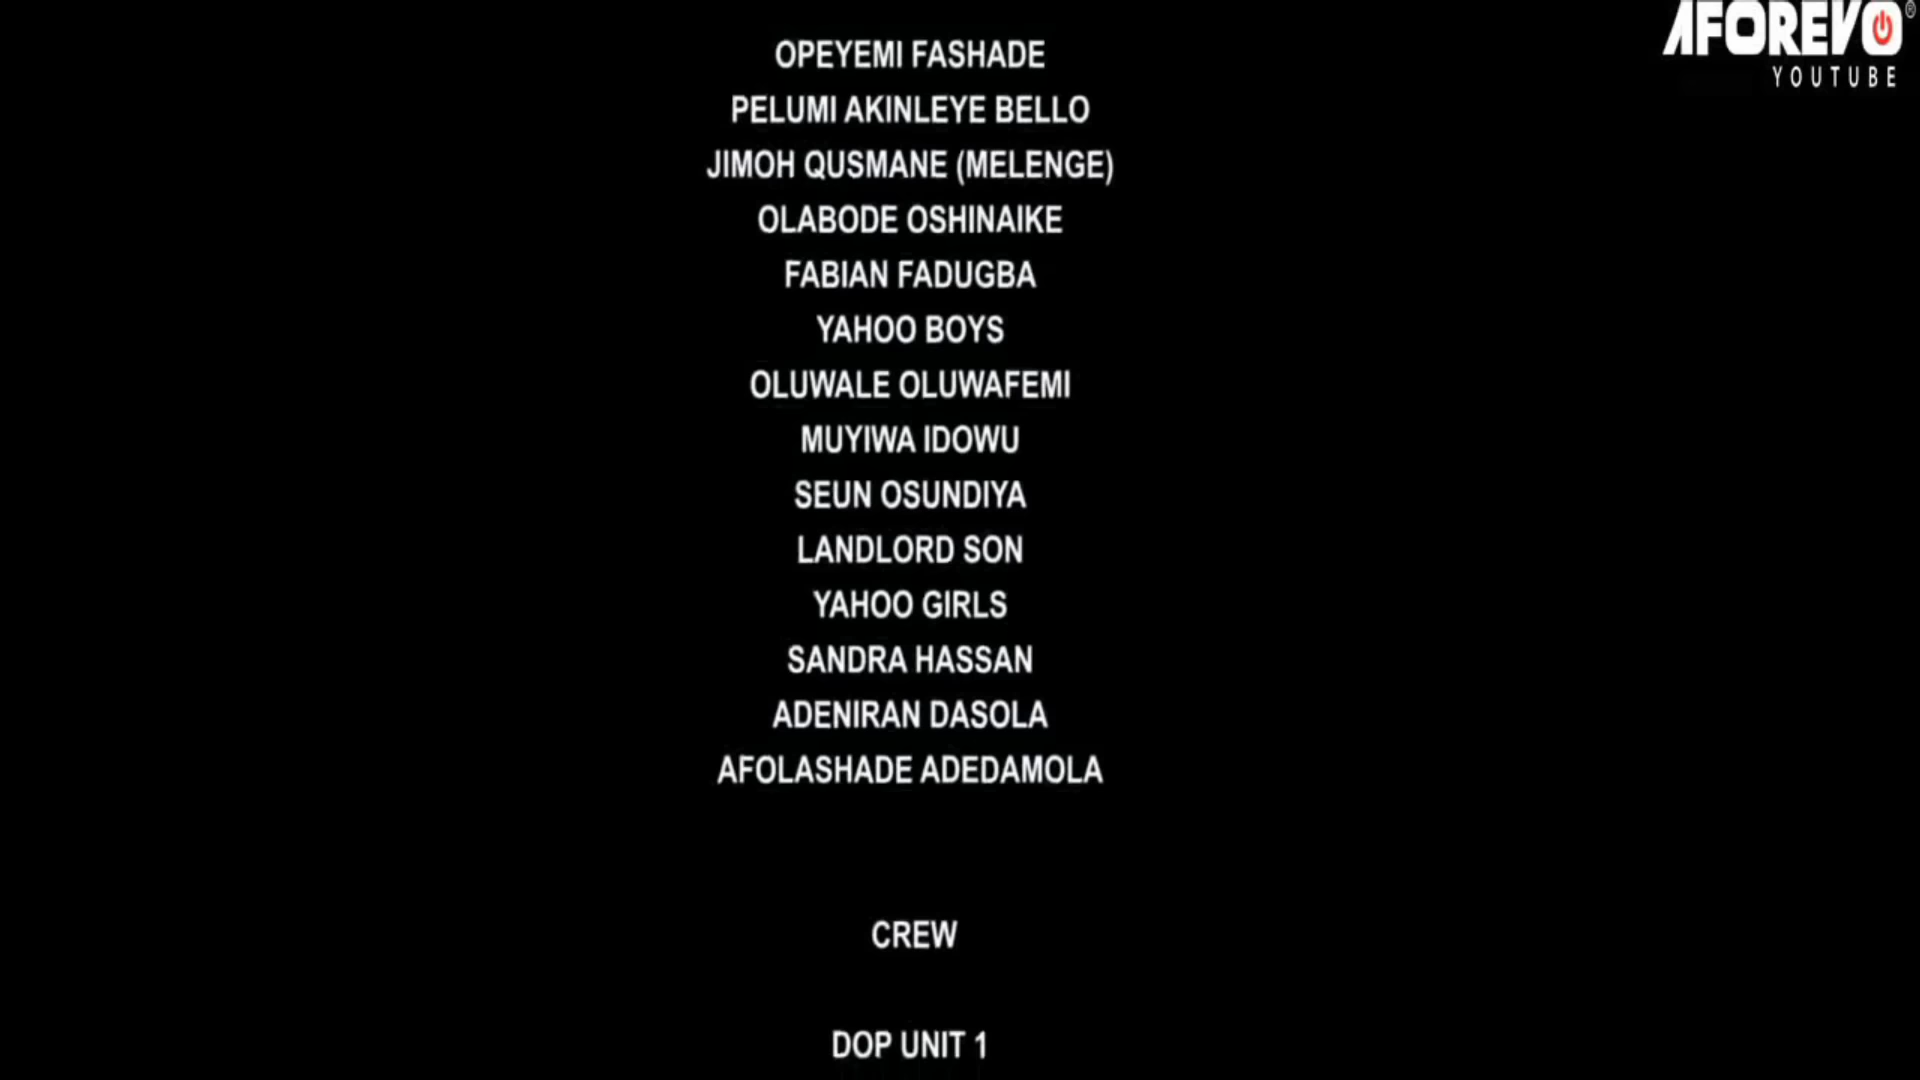 AFOREVO®
YOUTUBE
OPEYEMI FASHADE
PELUMI AKINLEYE BELLO
JIMOH QUSMANE (MELENGE)
OLABODE OSHINAIKE
FABIAN FADUGBA
YAHOO BOYS
OLUWALE OLUWAFEMI
MUYIWA IDOWU
SEUN OSUNDIYA
LANDLORD SON
YAHOO GIRLS
SANDRA HASSAN
ADENIRAN DASOLA
AFOLASHADE ADEDAMOLA
CREW
DOP UNIT 1